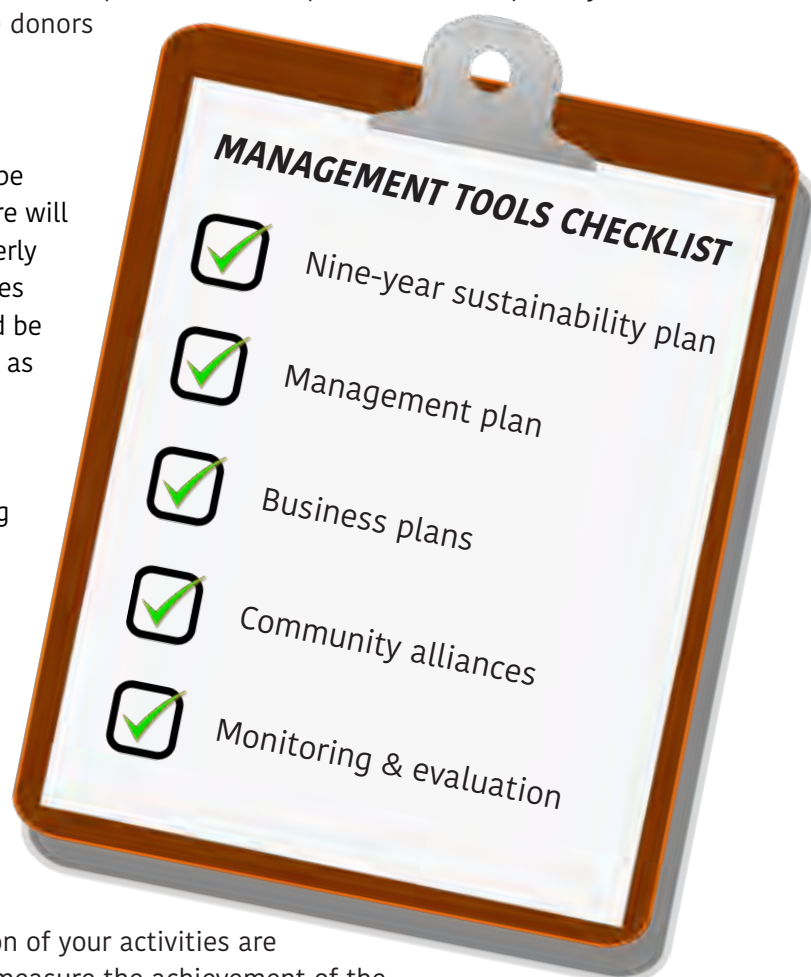 donors
MANAGEMENT TOOLS CHECKLIST
be
re will
erly
es
d be
as
g
Nine-year sustainability plan
Management plan
Business plans
Community alliances
Monitoring & evaluation
on of your activities are
measure the achievement of the